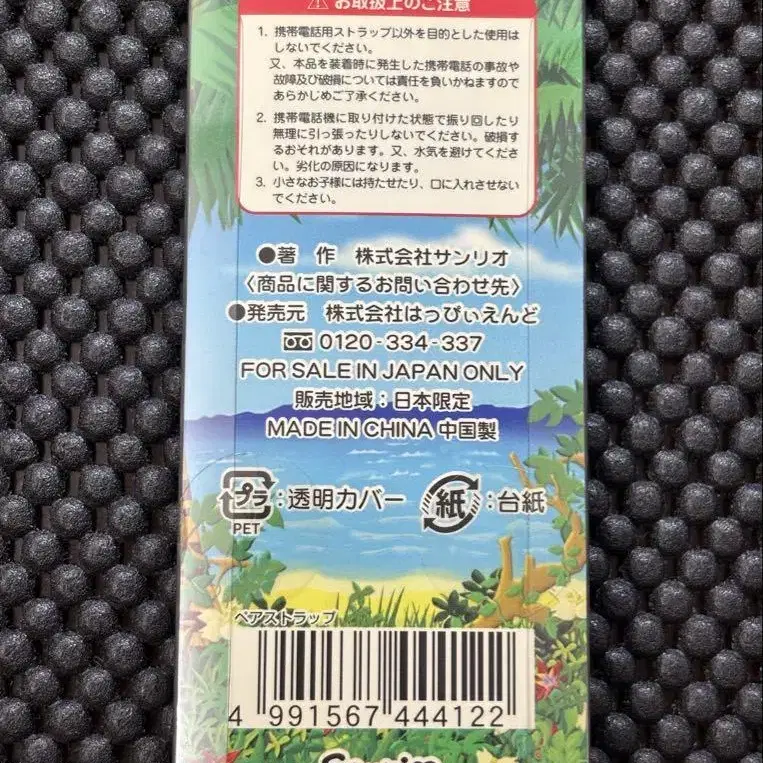 ⚠ お取扱上のご注意
1. 携帯電話用ストラップ以外を目的とした使用は
しないでください。
又、本品を装着時に発生した携帯電話の事故や
故障及び破損については責任を負いかねますので
あらかじめご了承ください。
2. 携帯電話機に取り付けた状態で振り回したり
無理に引っ張ったりしないでください。破損する
おそれがあります。又、水気を避けてくださ
い。劣化の原因になります。
3. 小さなお子様には持たせたり、口に入れさせない
でください。
●著 作 株式会社サンリオ
〈商品に関するお問い合わせ先〉
●発売元 株式会社はっぴぃえんど
0120-334-337
FOR SALE IN JAPAN ONLY
販売地域：日本限定
MADE IN CHINA 中国製
プラ：透明カバー 紙：台紙
PET
ペアストラップ
4 991567 444122